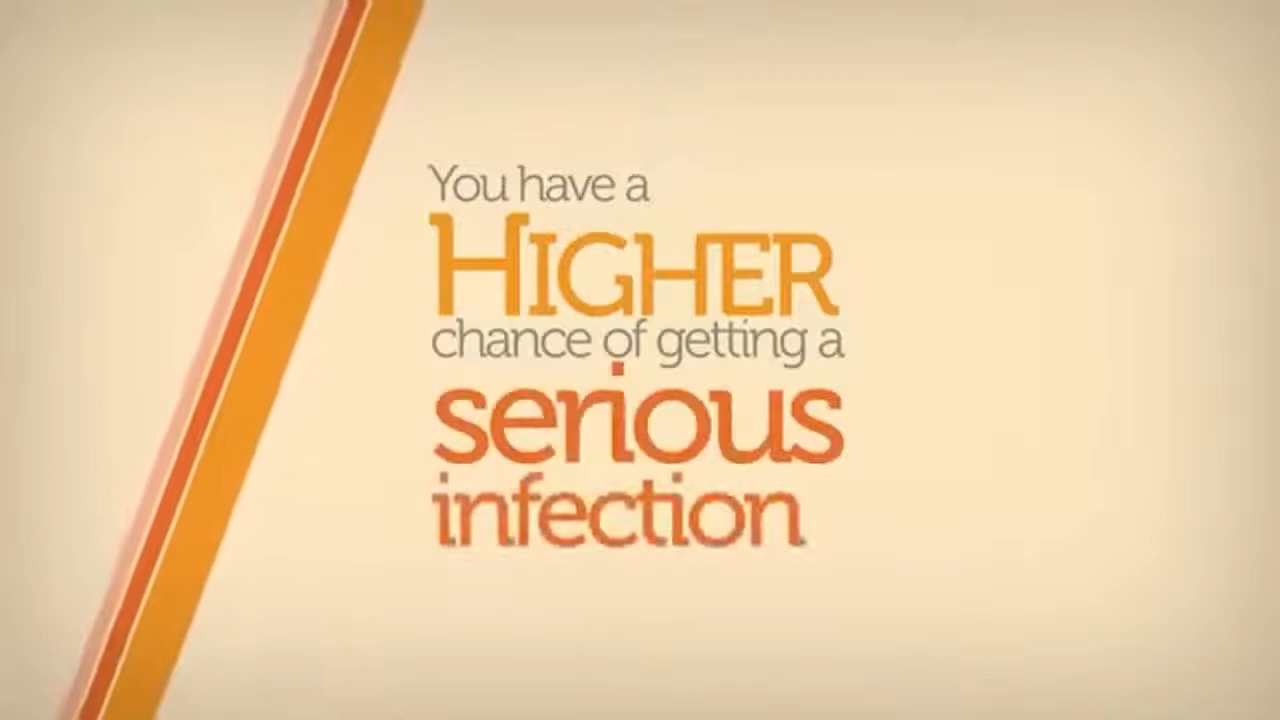 You have a
HIGHER
chance of getting a
serious
infection